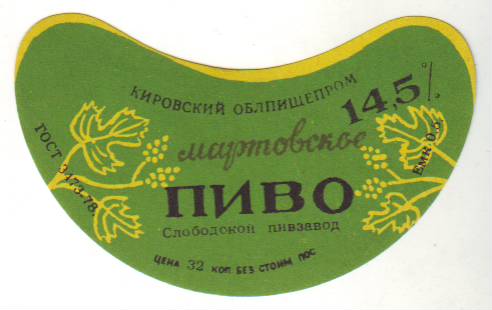 КИРОВСКИЙ ОБЛПИЩЕПРОМ
14,5%
мартовское
ПИВО
Слободской пивзавод
ЦЕНА 32 КОП. БЕЗ СТОИМ ПОС
ГОСТ 3473-78.
ЕМК. 0,5